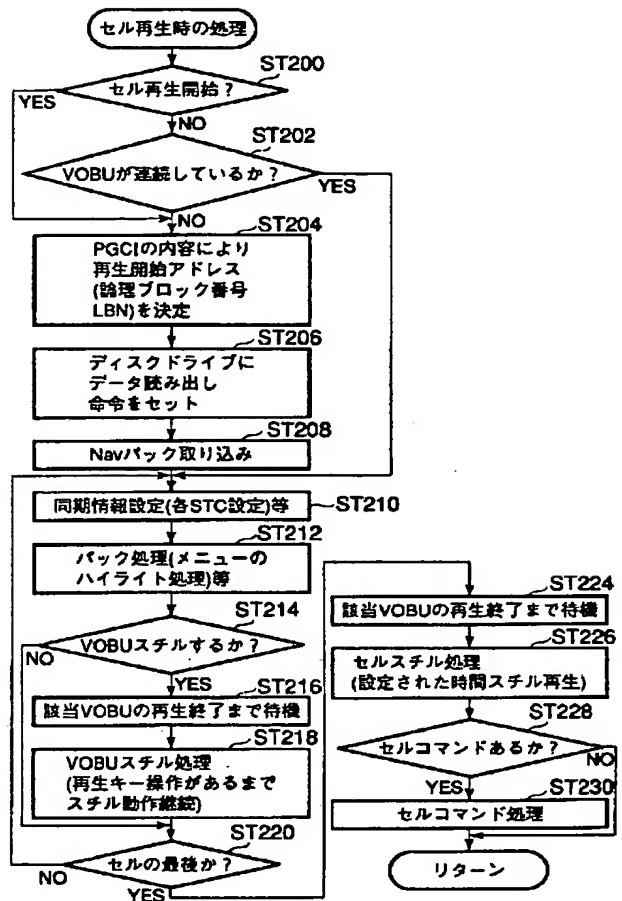 セル再生時の処理
ST200
セル再生開始？
YES
NO
ST202
VOBUが連続しているか？
YES
NO
ST204
PGCIの内容により
再生開始アドレス
(論理ブロック番号
LBN)を決定
ST206
ディスクドライブに
データ読み出し
命令をセット
ST208
Navパック取り込み
同期情報設定(各STC設定)等
ST210
ST212
パック処理(メニューの
ハイライト処理)等
ST214
VOBUスチルするか？
NO
YES
ST216
該当VOBUの再生終了まで待機
ST218
VOBUスチル処理
(再生キー操作があるまで
スチル動作継続)
ST220
セルの最後か？
NO
YES
ST224
該当VOBUの再生終了まで待機
ST226
セルスチル処理
(設定された時間スチル再生)
ST228
セルコマンドあるか？
NO
YES
ST230
セルコマンド処理
リターン